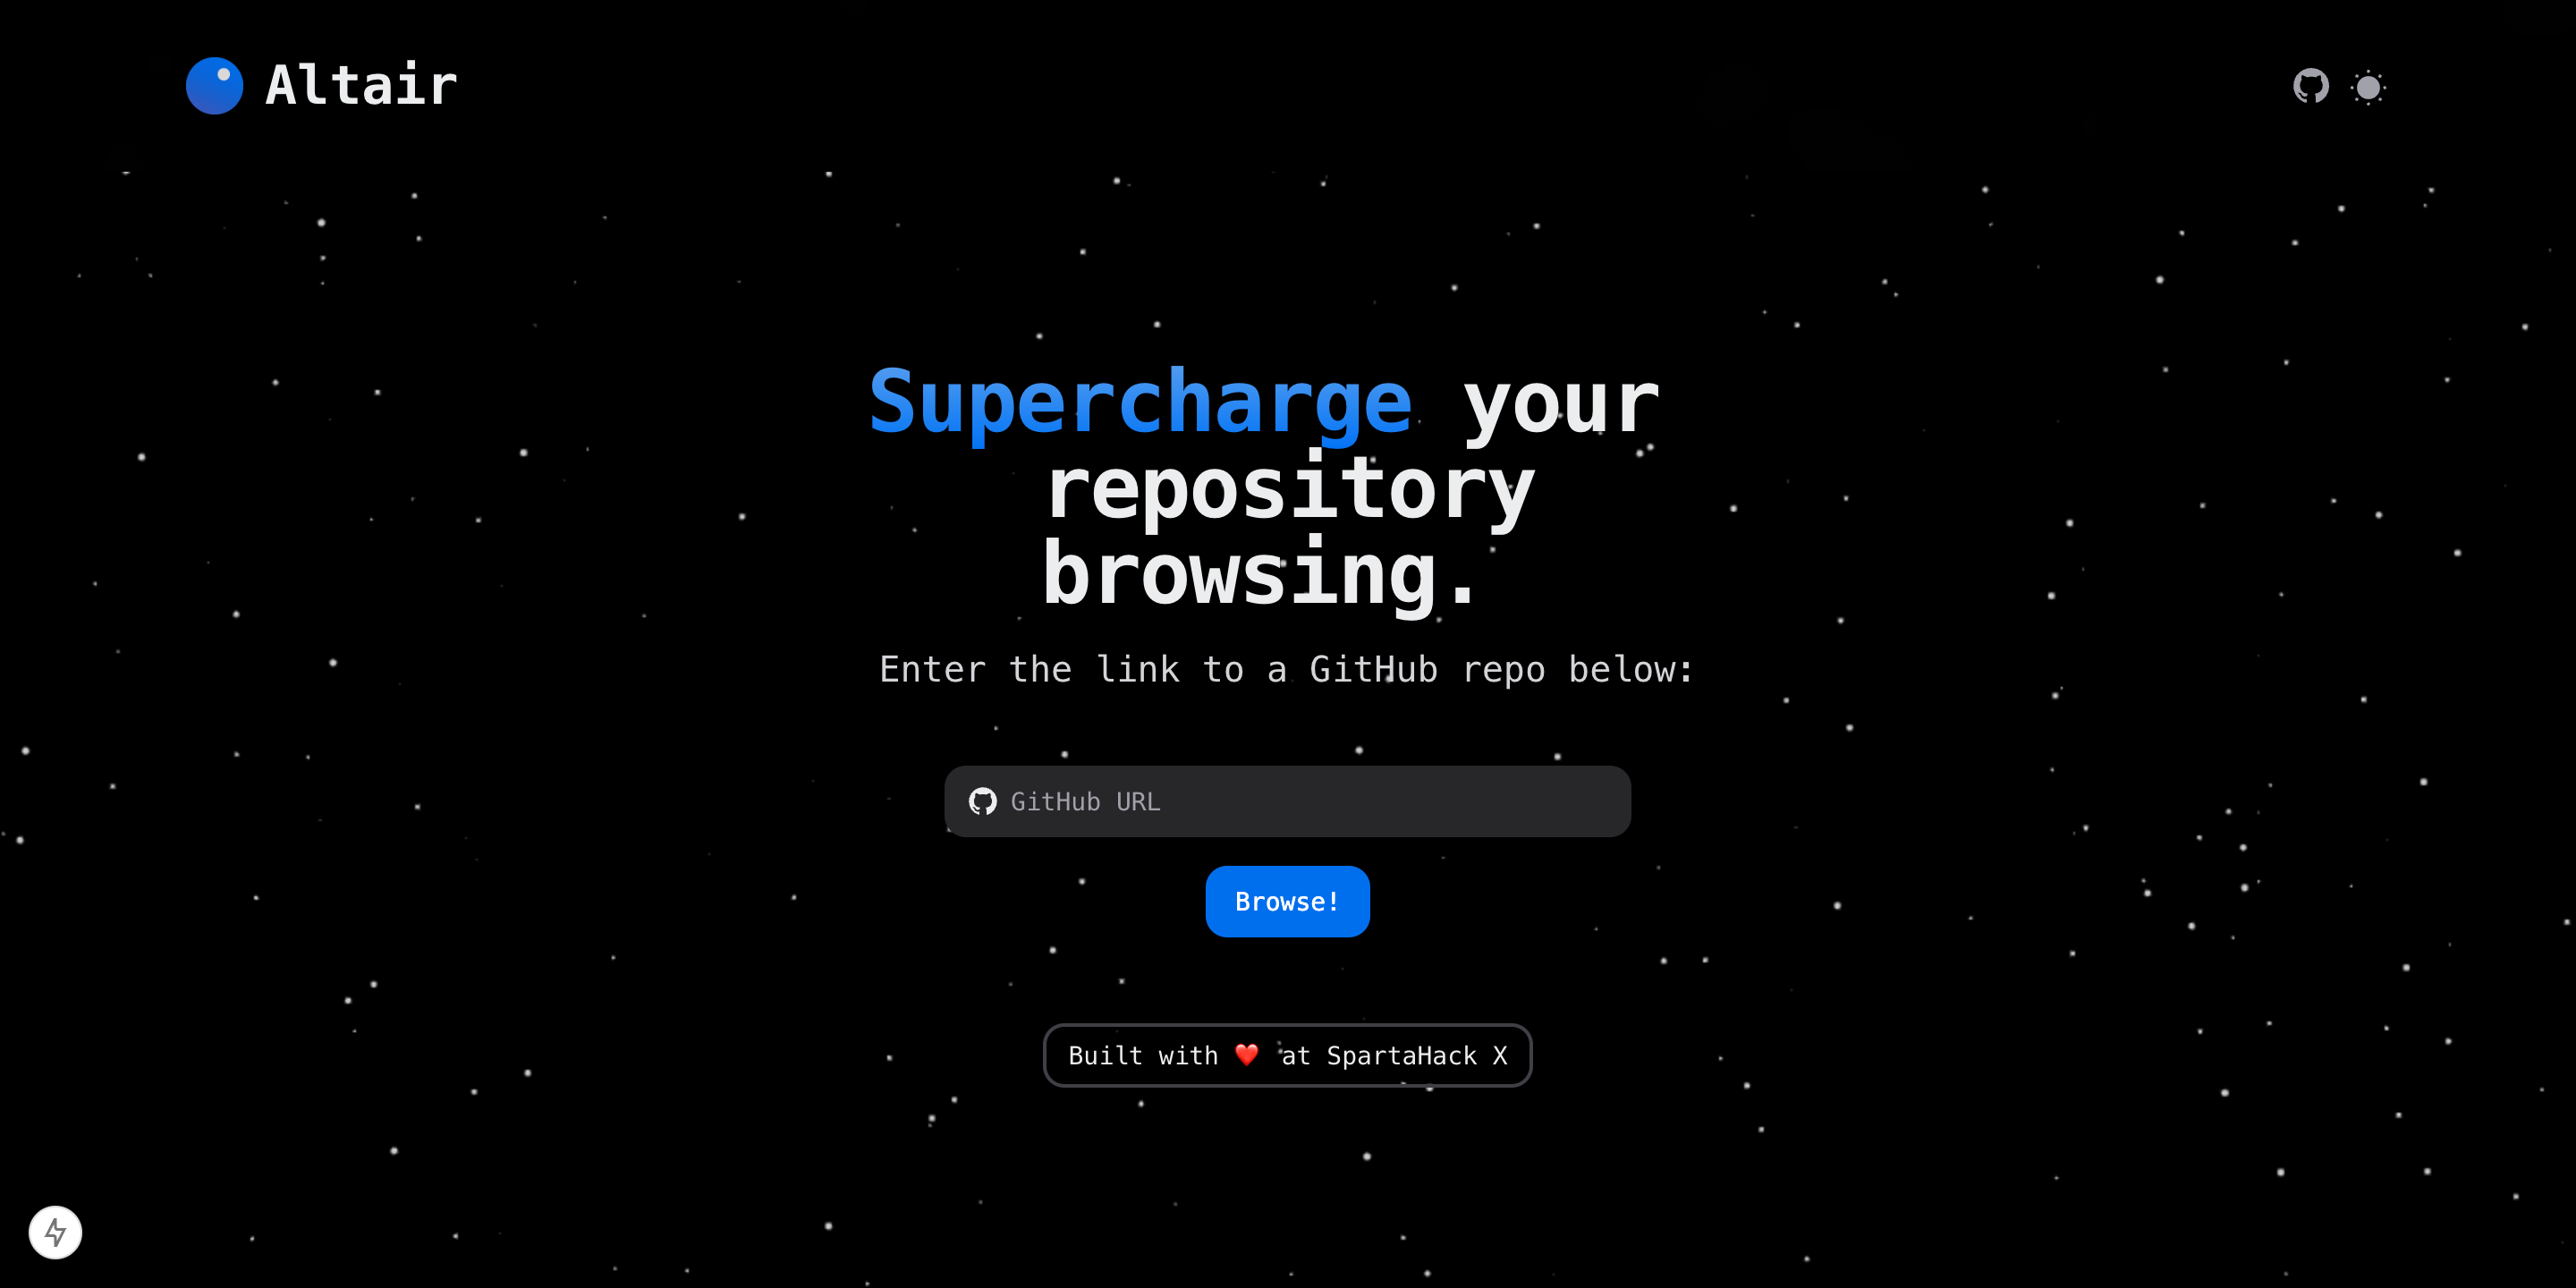 Altair
Supercharge your
repository
browsing.
Enter the link to a GitHub repo below:
GitHub URL
Browse!
Built with ❤️ at SpartaHack X